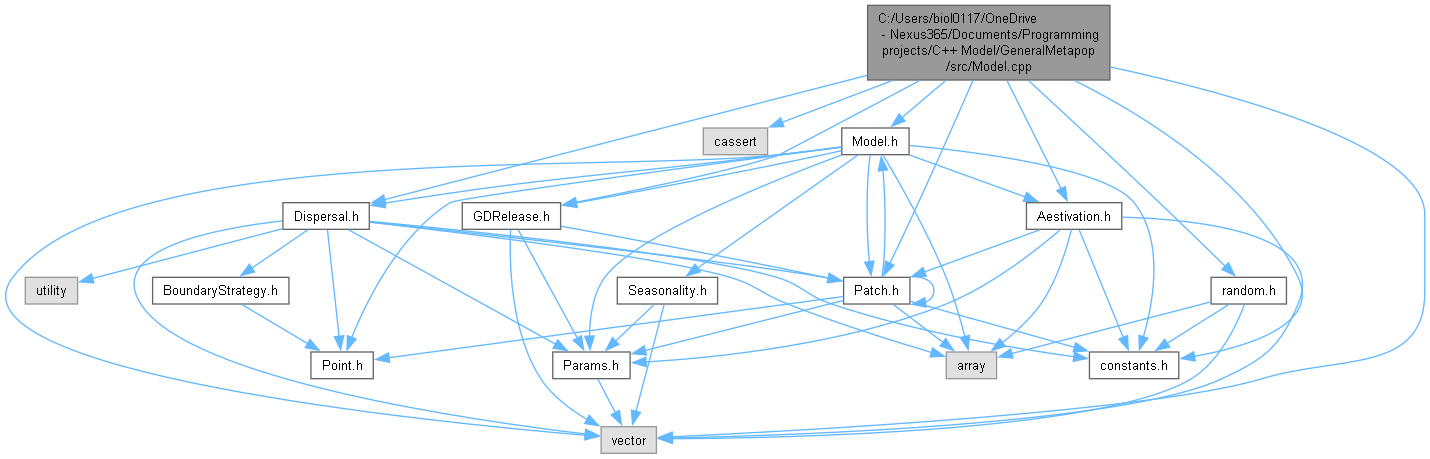 C:/Users/biol0117/OneDrive
- Nexus365/Documents/Programming
projects/C++ Model/GeneralMetapop
/src/Model.cpp
cassert
Model.h
Dispersal.h
GDRelease.h
Aestivation.h
utility
BoundaryStrategy.h
Seasonality.h
Patch.h
random.h
Point.h
Params.h
array
constants.h
vector